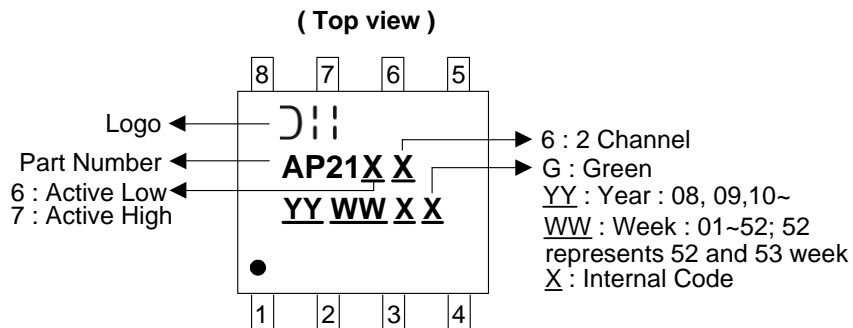 ( Top view )
8 7 6 5
Logo
Part Number
6 : Active Low
7 : Active High
AP21X X
YY WW X X
6 : 2 Channel
G : Green
YY : Year : 08, 09,10~
WW : Week : 01~52; 52
represents 52 and 53 week
X : Internal Code
1 2 3 4